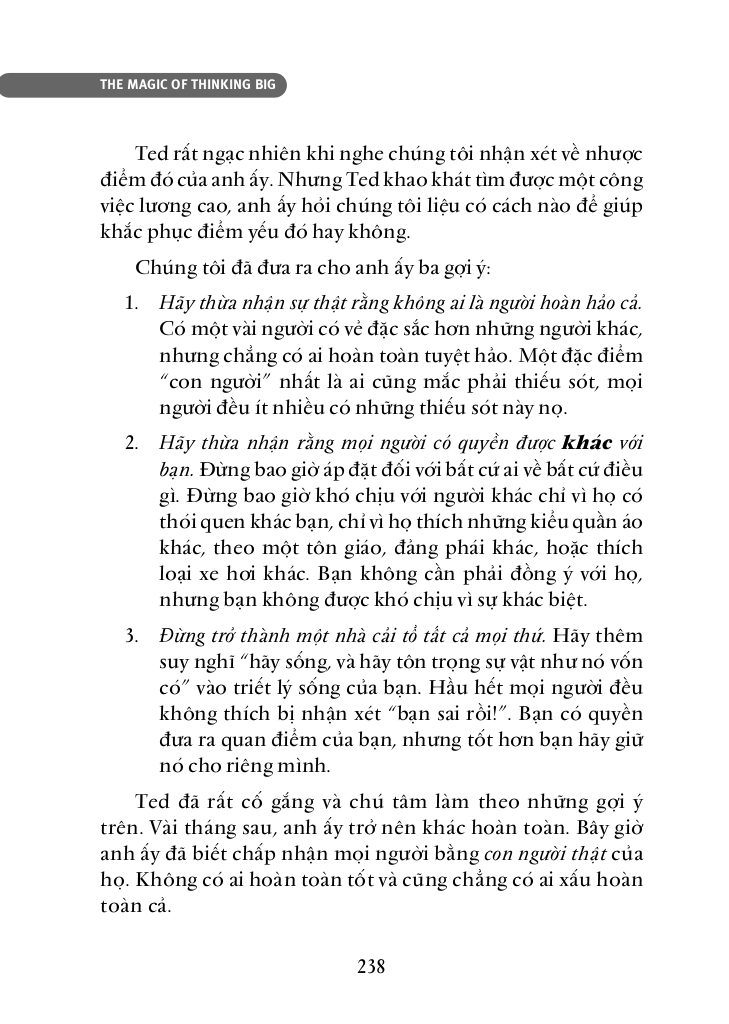 THE MAGIC OF THINKING BIG
Ted rất ngạc nhiên khi nghe chúng tôi nhận xét về nhược
điểm đó của anh ấy. Nhưng Ted khao khát tìm được một công
việc lương cao, anh ấy hỏi chúng tôi liệu có cách nào để giúp
khắc phục điểm yếu đó hay không.
Chúng tôi đã đưa ra cho anh ấy ba gợi ý:
1. Hãy thừa nhận sự thật rằng không ai là người hoàn hảo cả.
Có một vài người có vẻ đặc sắc hơn những người khác,
nhưng chẳng có ai hoàn toàn tuyệt hảo. Một đặc điểm
“con người” nhất là ai cũng mắc phải thiếu sót, mọi
người đều ít nhiều có những thiếu sót này nọ.
2. Hãy thừa nhận rằng mọi người có quyền được khác với
bạn. Đừng bao giờ áp đặt đối với bất cứ ai về bất cứ điều
gì. Đừng bao giờ khó chịu với người khác chỉ vì họ có
thói quen khác bạn, chỉ vì họ thích những kiểu quần áo
khác, theo một tôn giáo, đảng phái khác, hoặc thích
loại xe hơi khác. Bạn không cần phải đồng ý với họ,
nhưng bạn không được khó chịu vì sự khác biệt.
3. Đừng trở thành một nhà cải tổ tất cả mọi thứ. Hãy thêm
suy nghĩ “hãy sống, và hãy tôn trọng sự vật như nó vốn
có” vào triết lý sống của bạn. Hầu hết mọi người đều
không thích bị nhận xét “bạn sai rồi!”. Bạn có quyền
đưa ra quan điểm của bạn, nhưng tốt hơn bạn hãy giữ
nó cho riêng mình.
Ted đã rất cố gắng và chú tâm làm theo những gợi ý
trên. Vài tháng sau, anh ấy trở nên khác hoàn toàn. Bây giờ
anh ấy đã biết chấp nhận mọi người bằng con người thật của
họ. Không có ai hoàn toàn tốt và cũng chẳng có ai xấu hoàn
toàn cả.
238